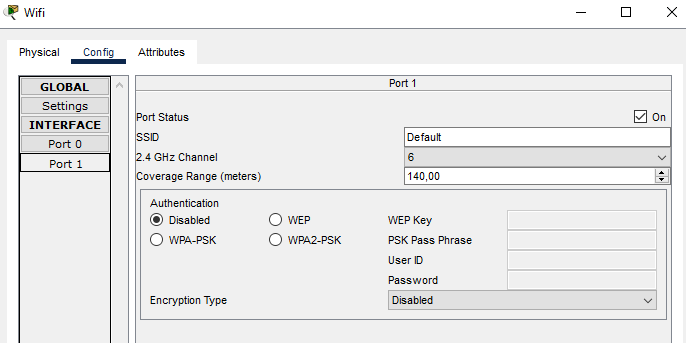 Wifi
Physical Config Attributes
GLOBAL
Settings
INTERFACE
Port 0
Port 1
Port 1
Port Status On
SSID Default
2.4 GHz Channel 6
Coverage Range (meters) 140,00
Authentication
Disabled WEP WEP Key
WPA-PSK WPA2-PSK PSK Pass Phrase
User ID
Password
Encryption Type Disabled